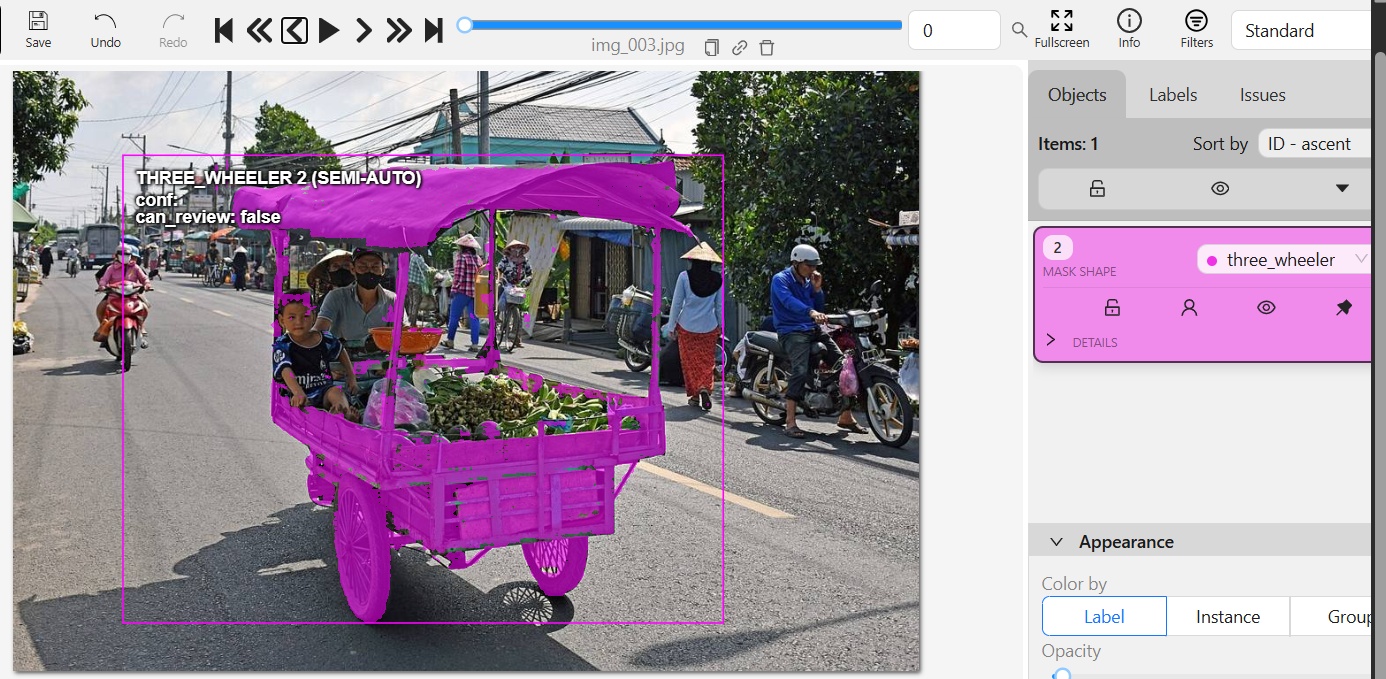 Save
Undo
Redo
img_003.jpg
0
Fullscreen
Info
Filters
Standard
THREE_WHEELER 2 (SEMI-AUTO)
conf:
can_review: false
Objects
Labels
Issues
Items: 1
Sort by
ID - ascent
2
MASK SHAPE
three_wheeler
DETAILS
Appearance
Color by
Label
Instance
Group
Opacity